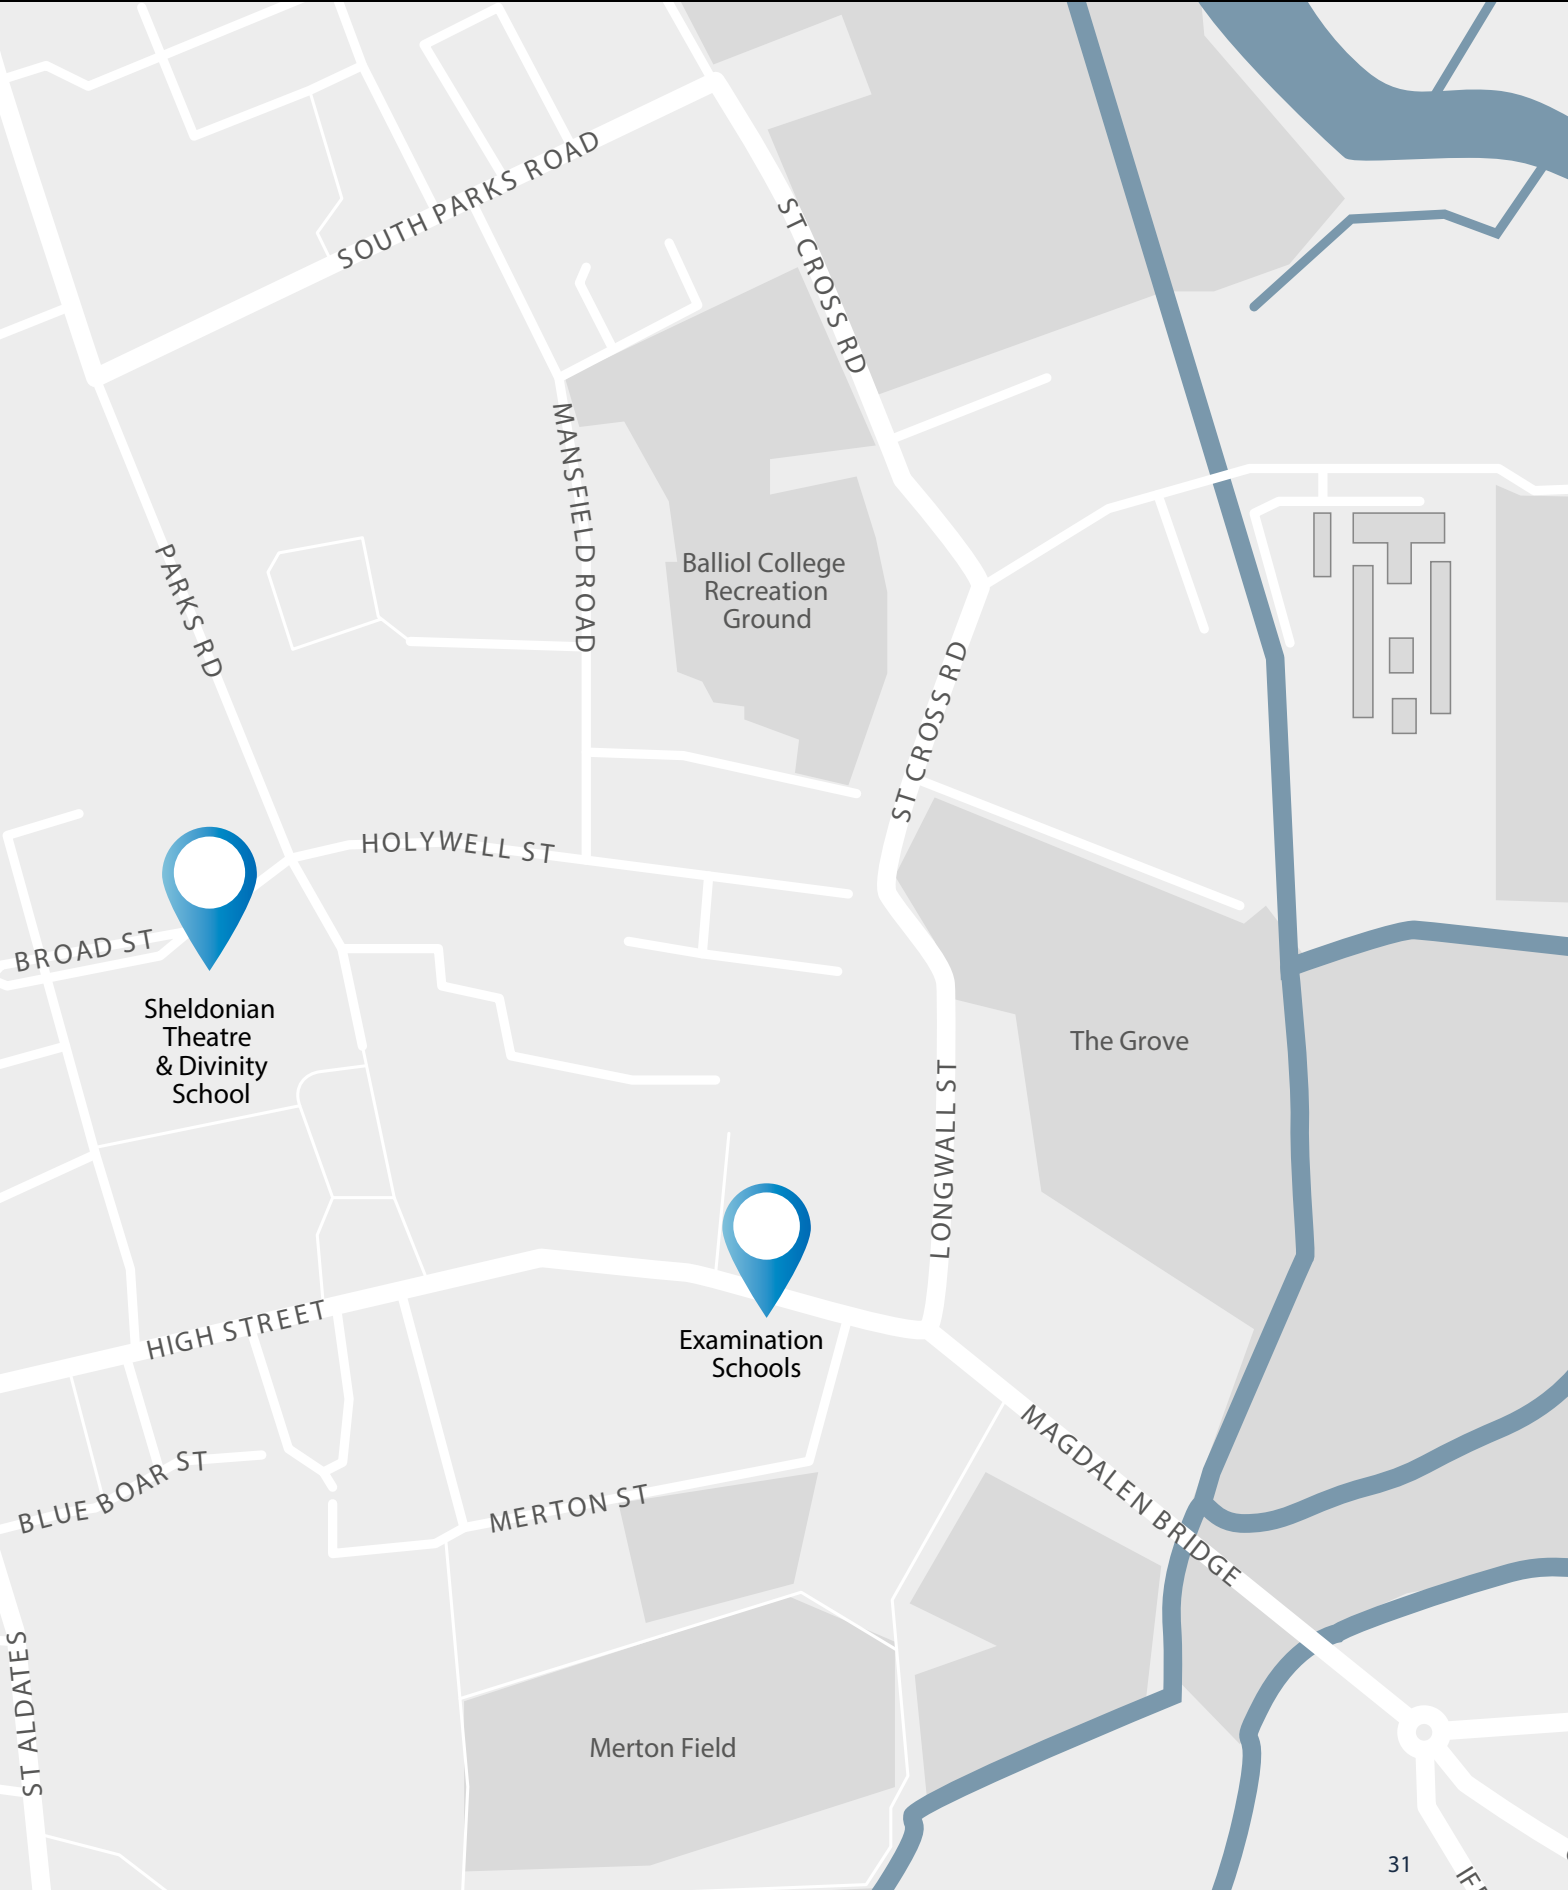 SOUTH PARKS ROAD
ST CROSS RD
MANSFIELD ROAD
PARKS RD
Balliol College
Recreation
Ground
ST CROSS RD
HOLYWELL ST
BROAD ST
Sheldonian
Theatre
& Divinity
School
The Grove
LONGWALL ST
HIGH STREET
Examination
Schools
MAGDALEN BRIDGE
BLUE BOAR ST
MERTON ST
ST ALDATES
Merton Field
31